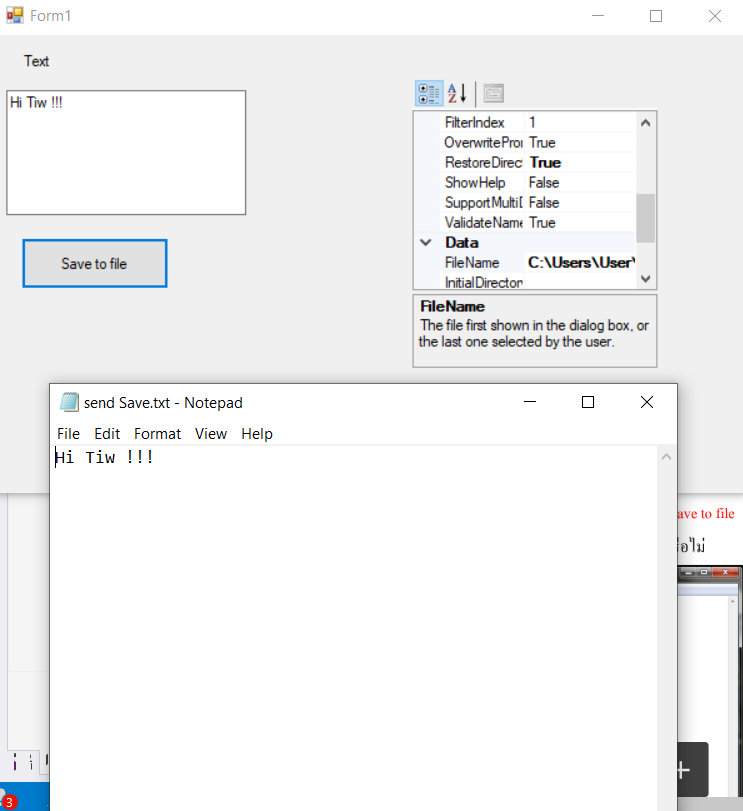 Form1
Text
Hi Tiw !!!
Save to file
FilterIndex 1
OverwriteProi True
RestoreDirec True
ShowHelp False
SupportMultiD False
ValidateName True
Data
FileName C:\Users\User\
InitialDirector
FileName
The file first shown in the dialog box, or
the last one selected by the user.
send Save.txt - Notepad
File Edit Format View Help
Hi Tiw !!!
ave to file
รือไม่
3